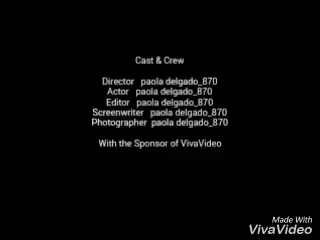 Cast & Crew
Director paola delgado_870
Actor paola delgado_870
Editor paola delgado_870
Screenwriter paola delgado_870
Photographer paola delgado_870
With the Sponsor of VivaVideo
Made With
VivaVideo